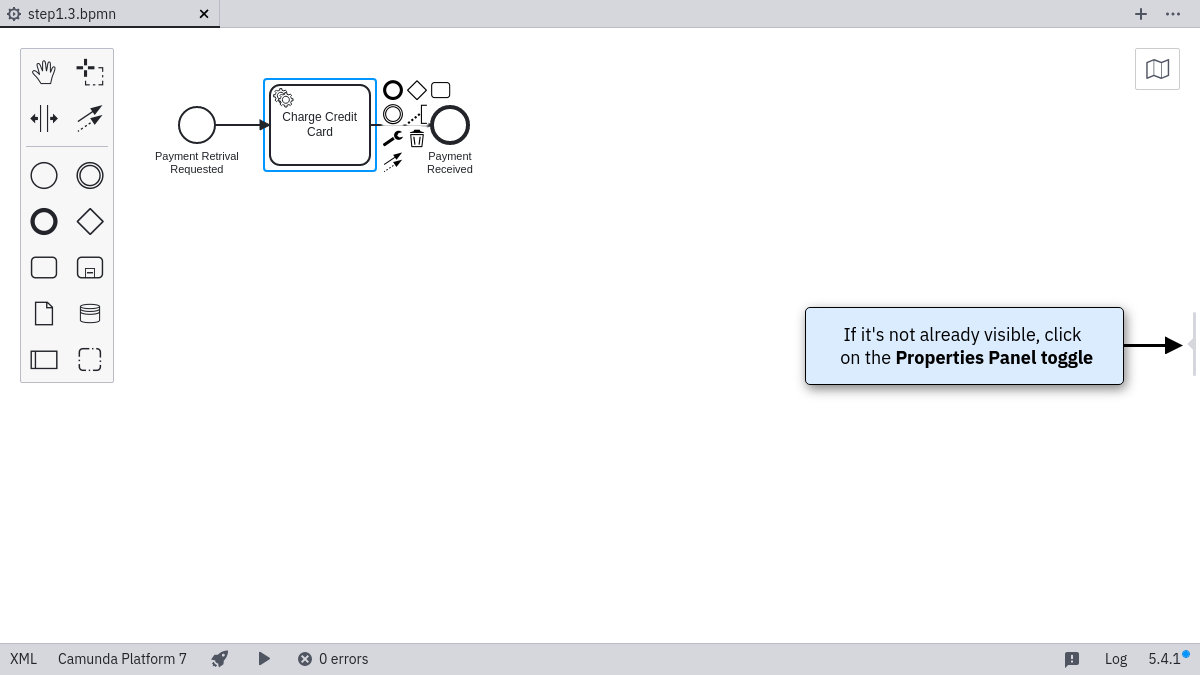 step1.3.bpmn
Charge Credit
Card
Payment Retrival
Requested
Payment
Received
If it's not already visible, click
on the Properties Panel toggle
XML
Camunda Platform 7
0 errors
Log
5.4.1